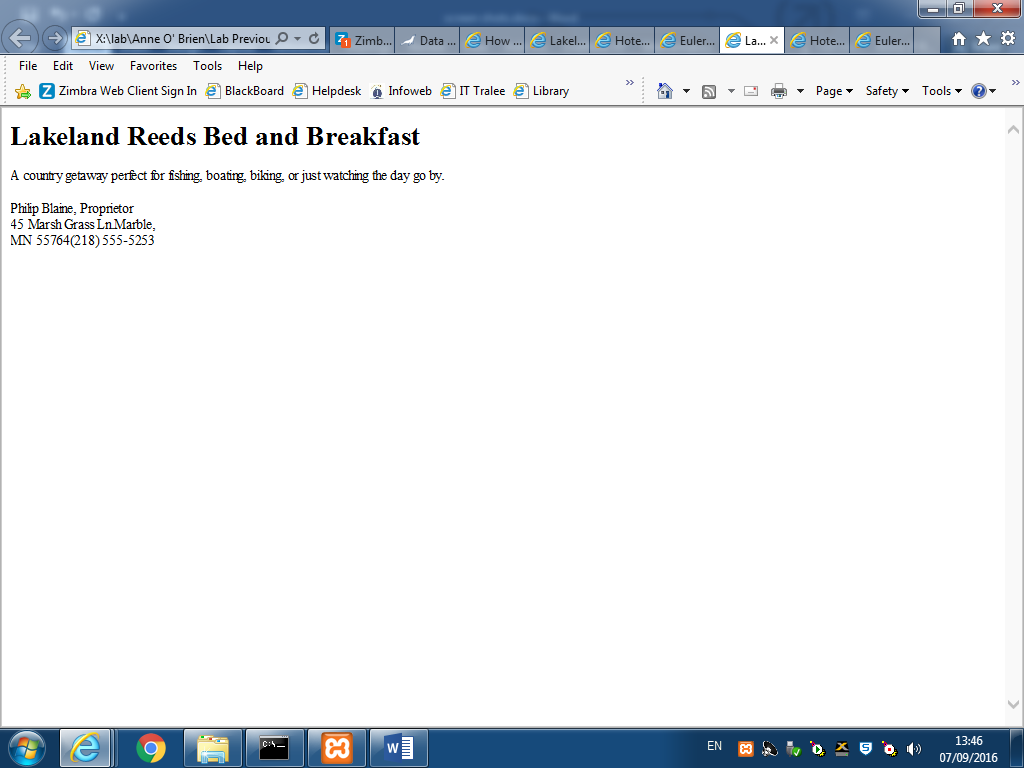 X:\lab\Anne O' Brien\Lab Previou
Zimb...
Data ...
How ...
Lakel...
Hote...
Euler...
La...
Hote...
Euler...
File Edit View Favorites Tools Help
Zimbra Web Client Sign In BlackBoard Helpdesk Infoweb IT Tralee Library
Page Safety Tools
Lakeland Reeds Bed and Breakfast
A country getaway perfect for fishing, boating, biking, or just watching the day go by.
Philip Blaine, Proprietor
45 Marsh Grass Ln.Marble,
MN 55764(218) 555-5253
EN
13:46
07/09/2016